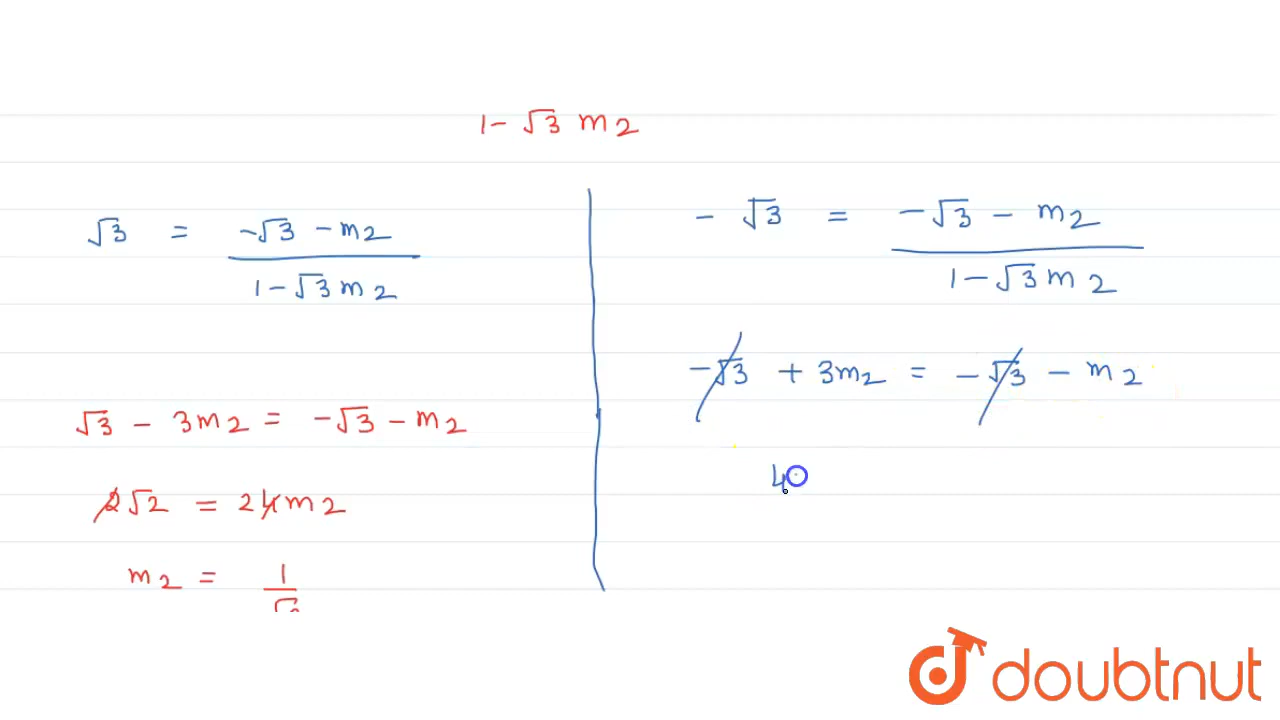 1 - √3 m2
√3 = -√3 - m2
1 - √3 m2
√3 - 3m2 = -√3 - m2
2√2 = 24m2
m2 = 1
- √3 = -√3 - m2
1 - √3 m2
-√3 + 3m2 = -√3 - m2
4
doubtnut